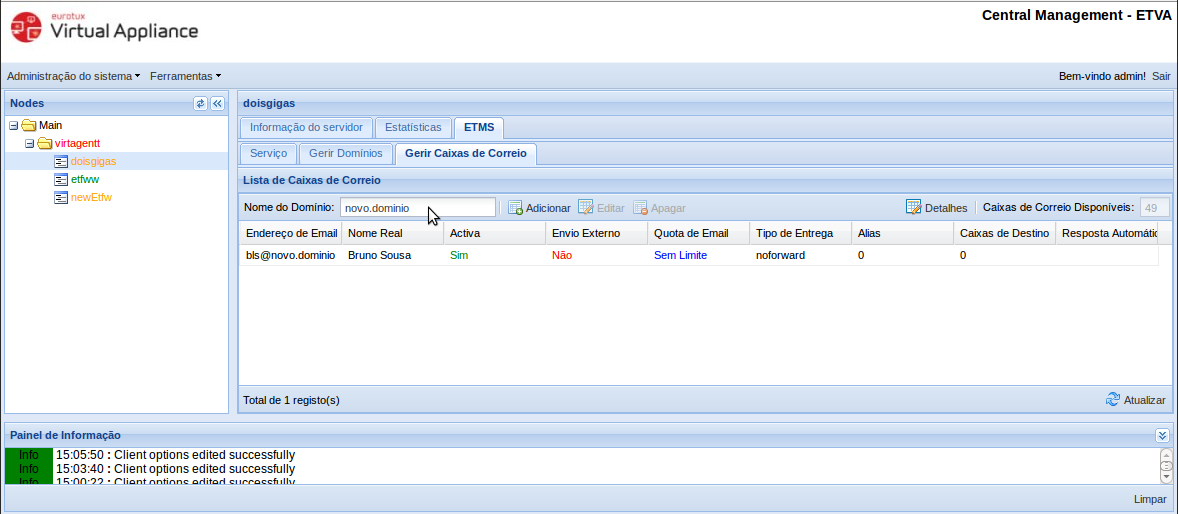 eurotux
Virtual Appliance
Central Management - ETVA
Administração do sistema Ferramentas Bem-vindo admin! Sair
Nodes
Main
virtagentt
doisgigas
etfww
newEtfw
doisgigas
Informação do servidor Estatísticas ETMS
Serviço Gerir Domínios Gerir Caixas de Correio
Lista de Caixas de Correio
Nome do Domínio: novo.dominio Adicionar Editar Apagar Detalhes Caixas de Correio Disponíveis: 49
Endereço de Email Nome Real Activa Envio Externo Quota de Email Tipo de Entrega Alias Caixas de Destino Resposta Automátic
bls@novo.dominio Bruno Sousa Sim Não Sem Limite noforward 0 0
Total de 1 registo(s) Atualizar
Painel de Informação
Info 15:05:50 : Client options edited successfully
Info 15:03:40 : Client options edited successfully
Info 15:00:22 : Client options edited successfully
Limpar